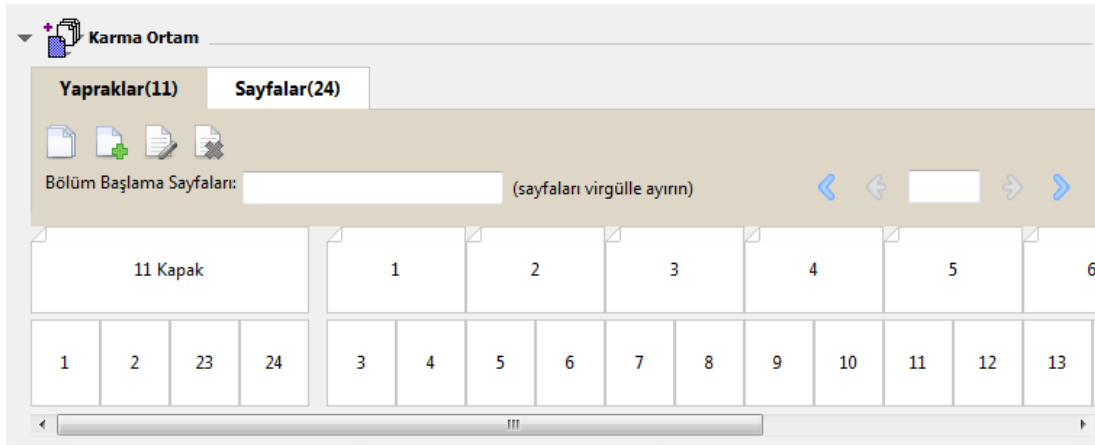 Karma Ortam
Yapraklar(11) Sayfalar(24)
Bölüm Başlama Sayfaları: (sayfaları virgülle ayırın)
11 Kapak 1 2 3 4 5 6
1 2 23 24 3 4 5 6 7 8 9 10 11 12 13